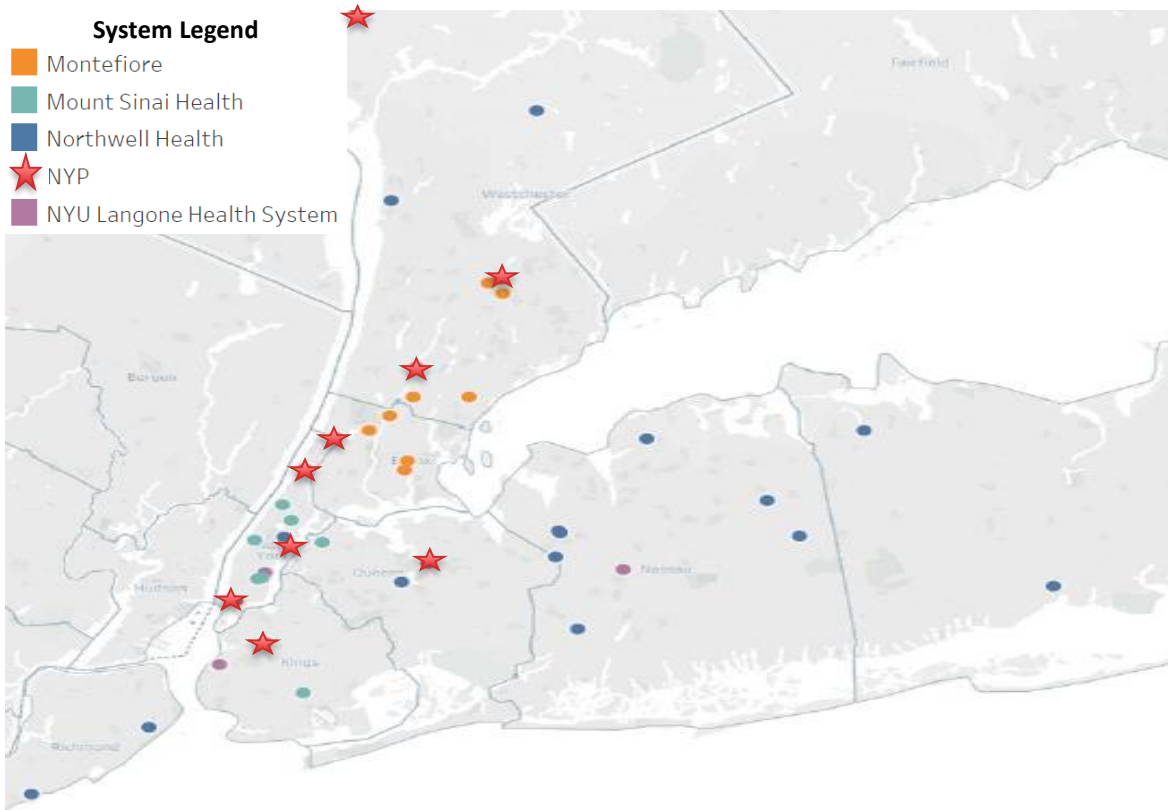 System Legend
Montefiore
Mount Sinai Health
Northwell Health
NYP
NYU Langone Health System
Fairfield
Westchester
Bergen
Queens
Nassau
Hudson
Kings
Richmond